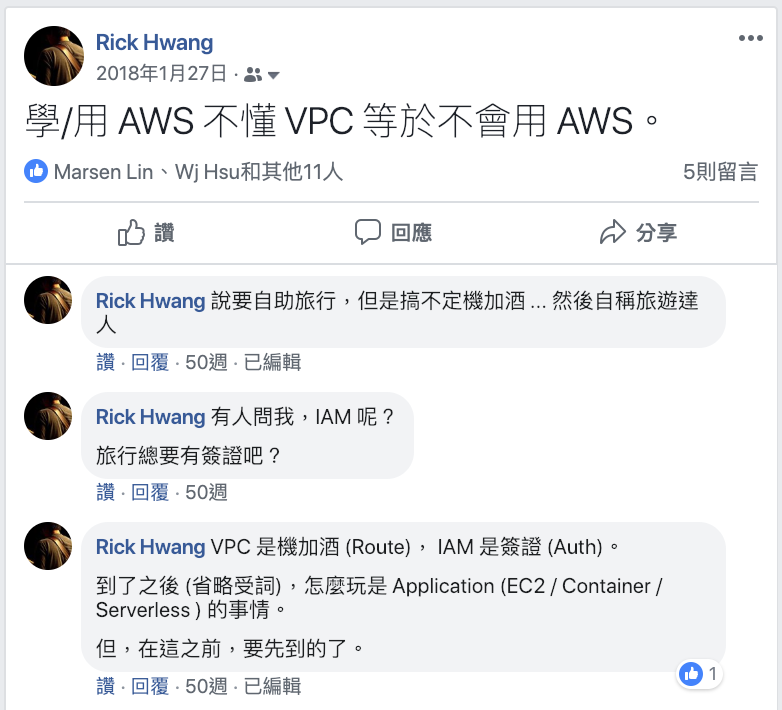 Rick Hwang
2018年1月27日 ·
學/用 AWS 不懂 VPC 等於不會用 AWS。
Marsen Lin、Wj Hsu和其他11人
5則留言
讚
回應
分享
Rick Hwang 說要自助旅行，但是搞不定機加酒 ... 然後自稱旅遊達
人
讚 · 回覆 · 50週 · 已編輯
Rick Hwang 有人問我，IAM 呢？
旅行總要有簽證吧？
讚 · 回覆 · 50週
Rick Hwang VPC 是機加酒 (Route)， IAM 是簽證 (Auth)。
到了之後 (省略受詞)，怎麼玩是 Application (EC2 / Container /
Serverless ) 的事情。
但，在這之前，要先到的了。
1
讚 · 回覆 · 50週 · 已編輯